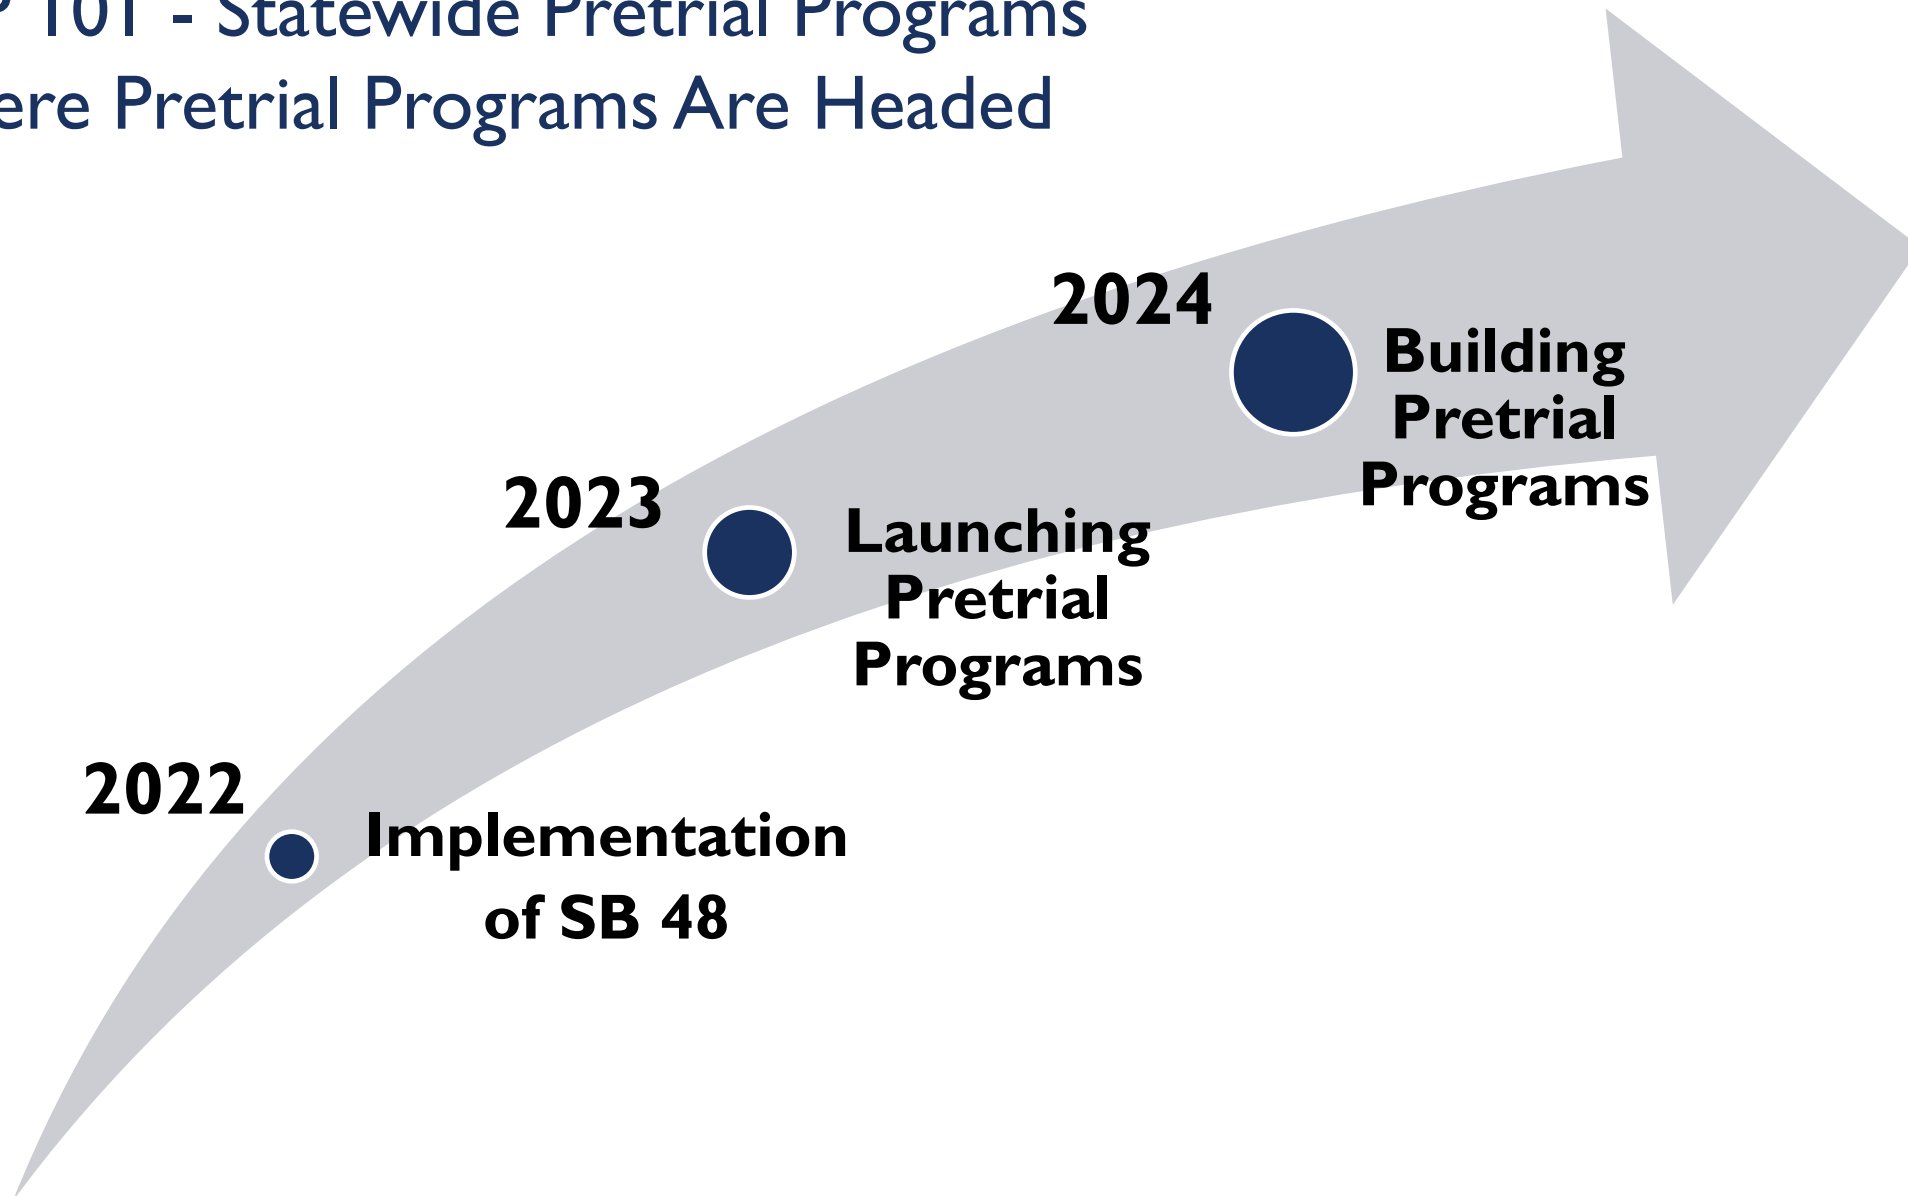 101 - Statewide Pretrial Programs
ere Pretrial Programs Are Headed
2024
Building
Pretrial
Programs
2023
Launching
Pretrial
Programs
2022
Implementation
of SB 48